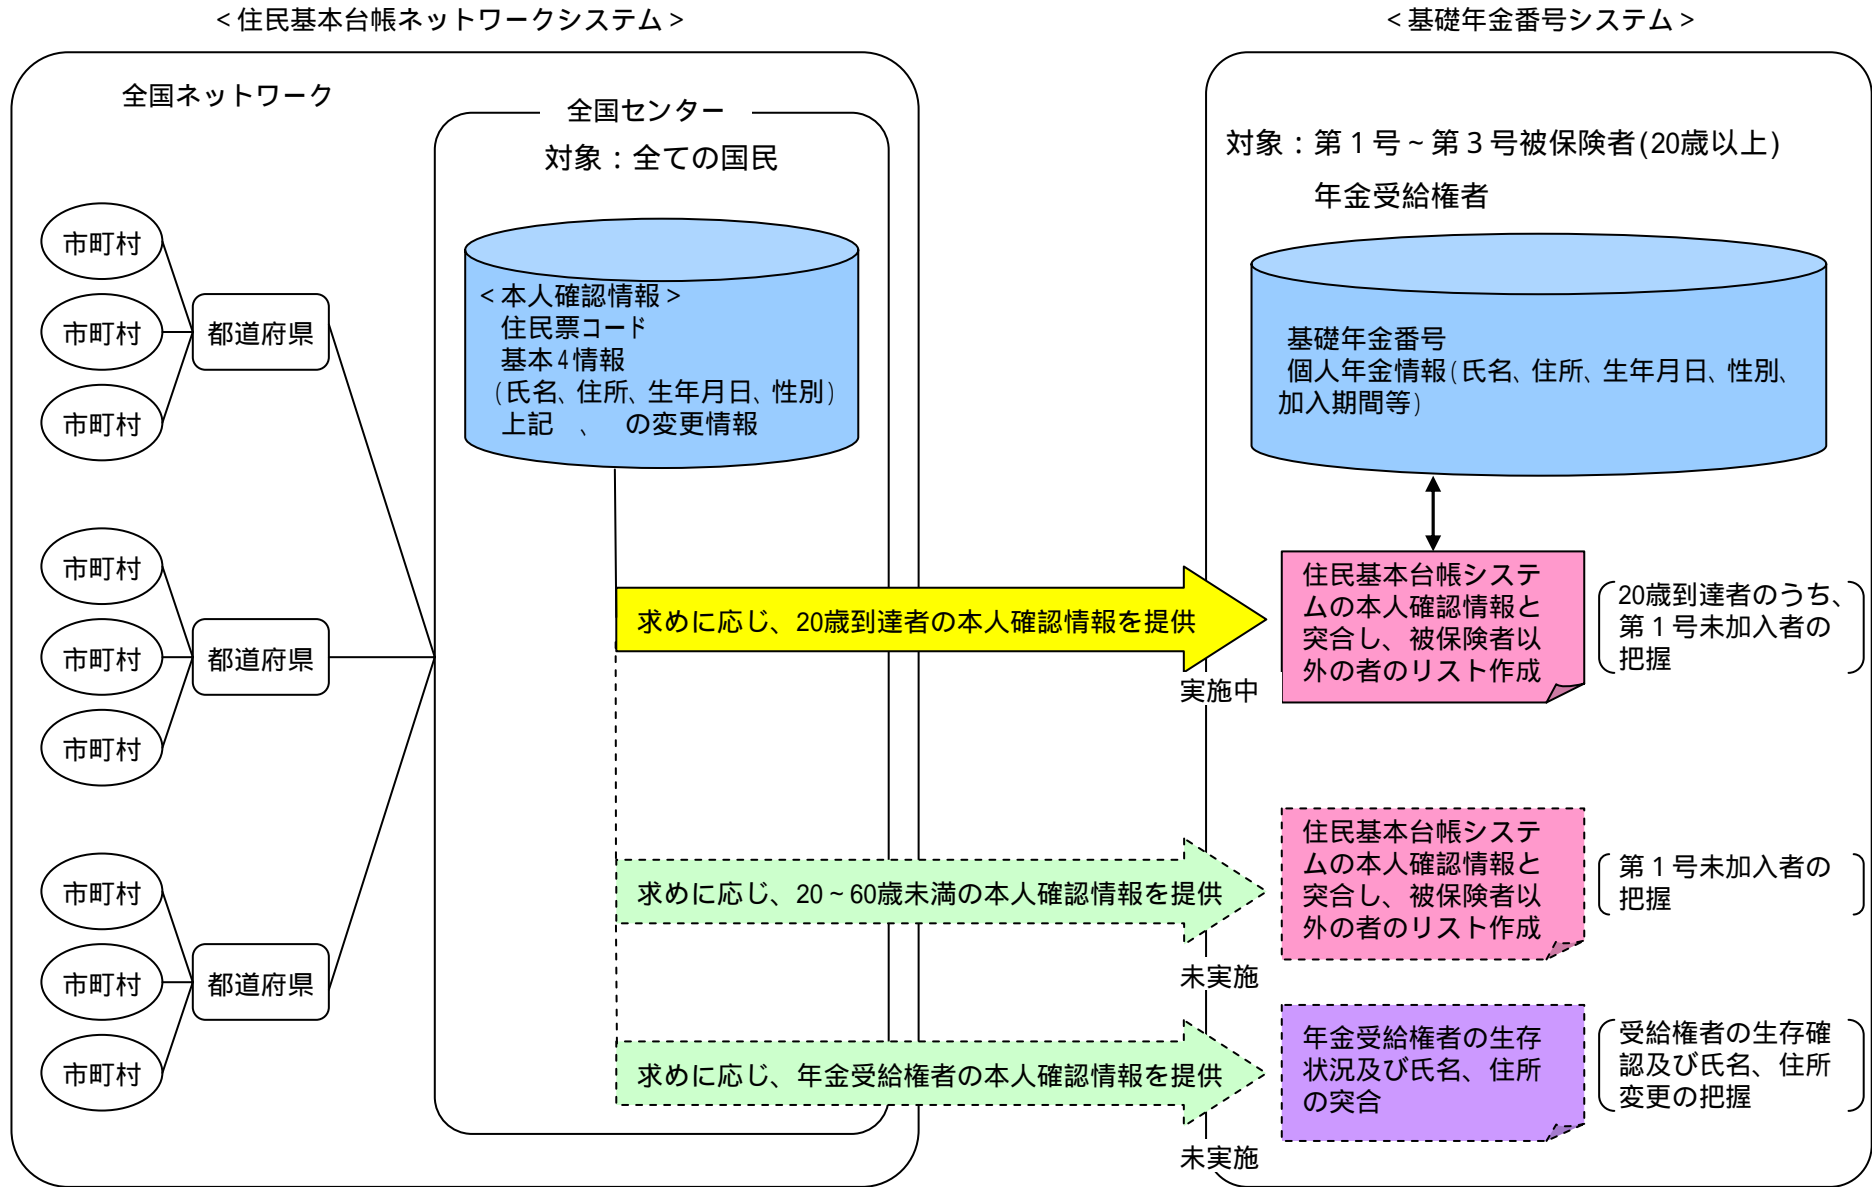 <住民基本台帳ネットワークシステム>
<基礎年金番号システム>
全国ネットワーク
全国センター
対象:全ての国民
市町村
市町村
市町村
都道府県
市町村
市町村
市町村
都道府県
市町村
市町村
市町村
都道府県
<本人確認情報>
住民票コード
基本4情報
(氏名、住所、生年月日、性別)
上記 、 の変更情報
対象:第1号~第3号被保険者(20歳以上)
年金受給権者
基礎年金番号
個人年金情報(氏名、住所、生年月日、性別、
加入期間等)
求めに応じ、20歳到達者の本人確認情報を提供
実施中
住民基本台帳システ
ムの本人確認情報と
突合し、被保険者以
外の者のリスト作成
20歳到達者のうち、
第1号未加入者の
把握
求めに応じ、20~60歳未満の本人確認情報を提供
未実施
住民基本台帳システ
ムの本人確認情報と
突合し、被保険者以
外の者のリスト作成
第1号未加入者の
把握
求めに応じ、年金受給権者の本人確認情報を提供
未実施
年金受給権者の生存
状況及び氏名、住所
の突合
受給権者の生存確
認及び氏名、住所
変更の把握